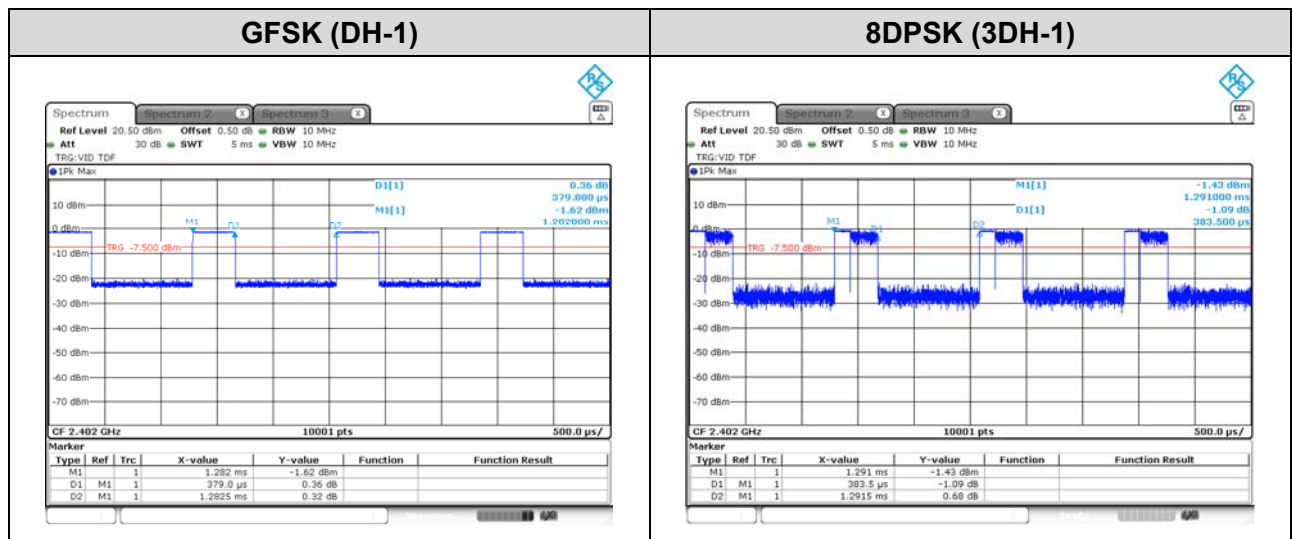 GFSK (DH-1)
Spectrum Spectrum 2 X Spectrum 3 X
Ref Level 20.50 dBm Offset 0.50 dB RBW 10 MHz
Att 30 dB SWT 5 ms VBW 10 MHz
TRG:VID TDF
1Pk Max
D1[1] 0.36 dB
379.000 µs
M1[1] -1.62 dBm
1.282000 ms
10 dBm
0 dBm
M1 D1 D2
TRG -7.500 dBm
-10 dBm
-20 dBm
-30 dBm
-40 dBm
-50 dBm
-60 dBm
-70 dBm
CF 2.402 GHz 10001 pts 500.0 µs/
Marker
Type Ref Trc X-value Y-value Function Function Result
M1 1 1.282 ms -1.62 dBm
D1 M1 1 379.0 µs 0.36 dB
D2 M1 1 1.2825 ms 0.32 dB
8DPSK (3DH-1)
Spectrum Spectrum 2 X Spectrum 3 X
Ref Level 20.50 dBm Offset 0.50 dB RBW 10 MHz
Att 30 dB SWT 5 ms VBW 10 MHz
TRG:VID TDF
1Pk Max
M1[1] -1.43 dBm
1.291000 ms
D1[1] -1.09 dB
383.500 µs
10 dBm
0 dBm
M1 D1 D2
TRG -7.500 dBm
-10 dBm
-20 dBm
-30 dBm
-40 dBm
-50 dBm
-60 dBm
-70 dBm
CF 2.402 GHz 10001 pts 500.0 µs/
Marker
Type Ref Trc X-value Y-value Function Function Result
M1 1 1.291 ms -1.43 dBm
D1 M1 1 383.5 µs -1.09 dB
D2 M1 1 1.2915 ms 0.68 dB